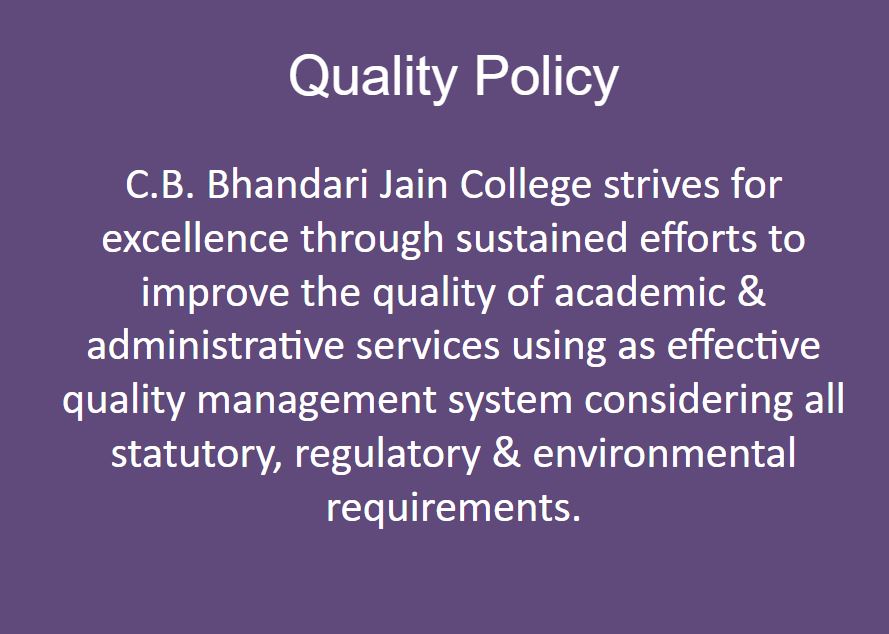 Quality Policy
C.B. Bhandari Jain College strives for
excellence through sustained efforts to
improve the quality of academic &
administrative services using as effective
quality management system considering all
statutory, regulatory & environmental
requirements.